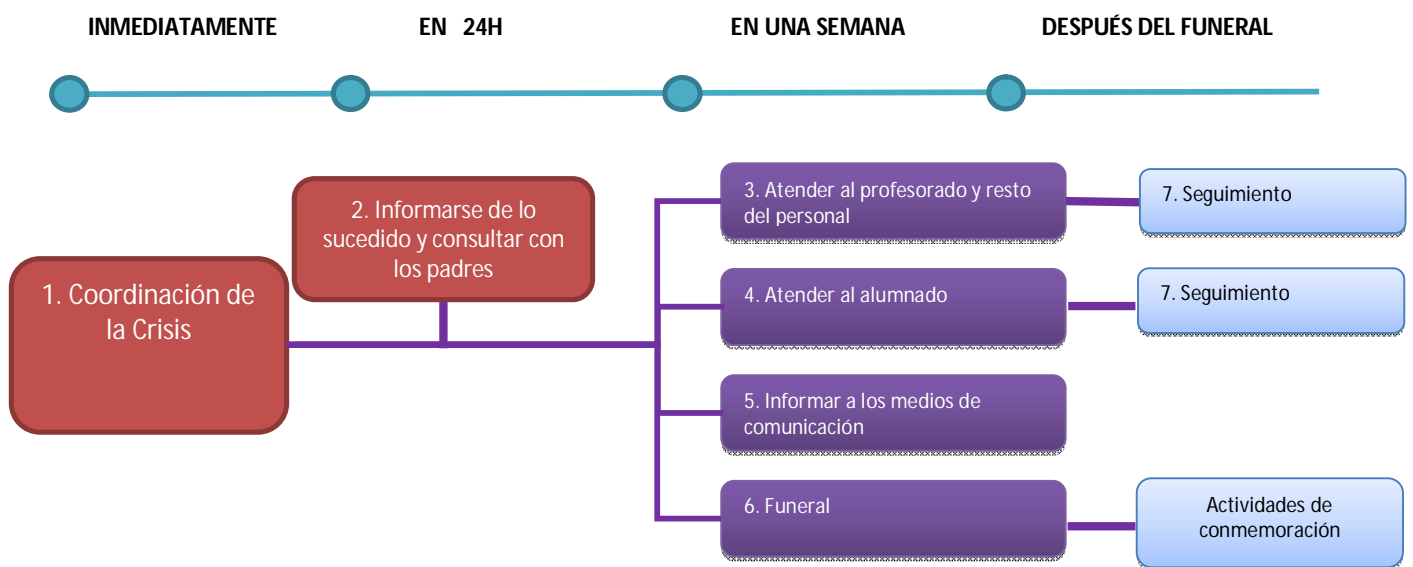 INMEDIATAMENTE
EN 24H
EN UNA SEMANA
DESPUÉS DEL FUNERAL
1. Coordinación de
la Crisis
2. Informarse de lo
sucedido y consultar con
los padres
3. Atender al profesorado y resto
del personal
7. Seguimiento
4. Atender al alumnado
7. Seguimiento
5. Informar a los medios de
comunicación
6. Funeral
Actividades de
conmemoración